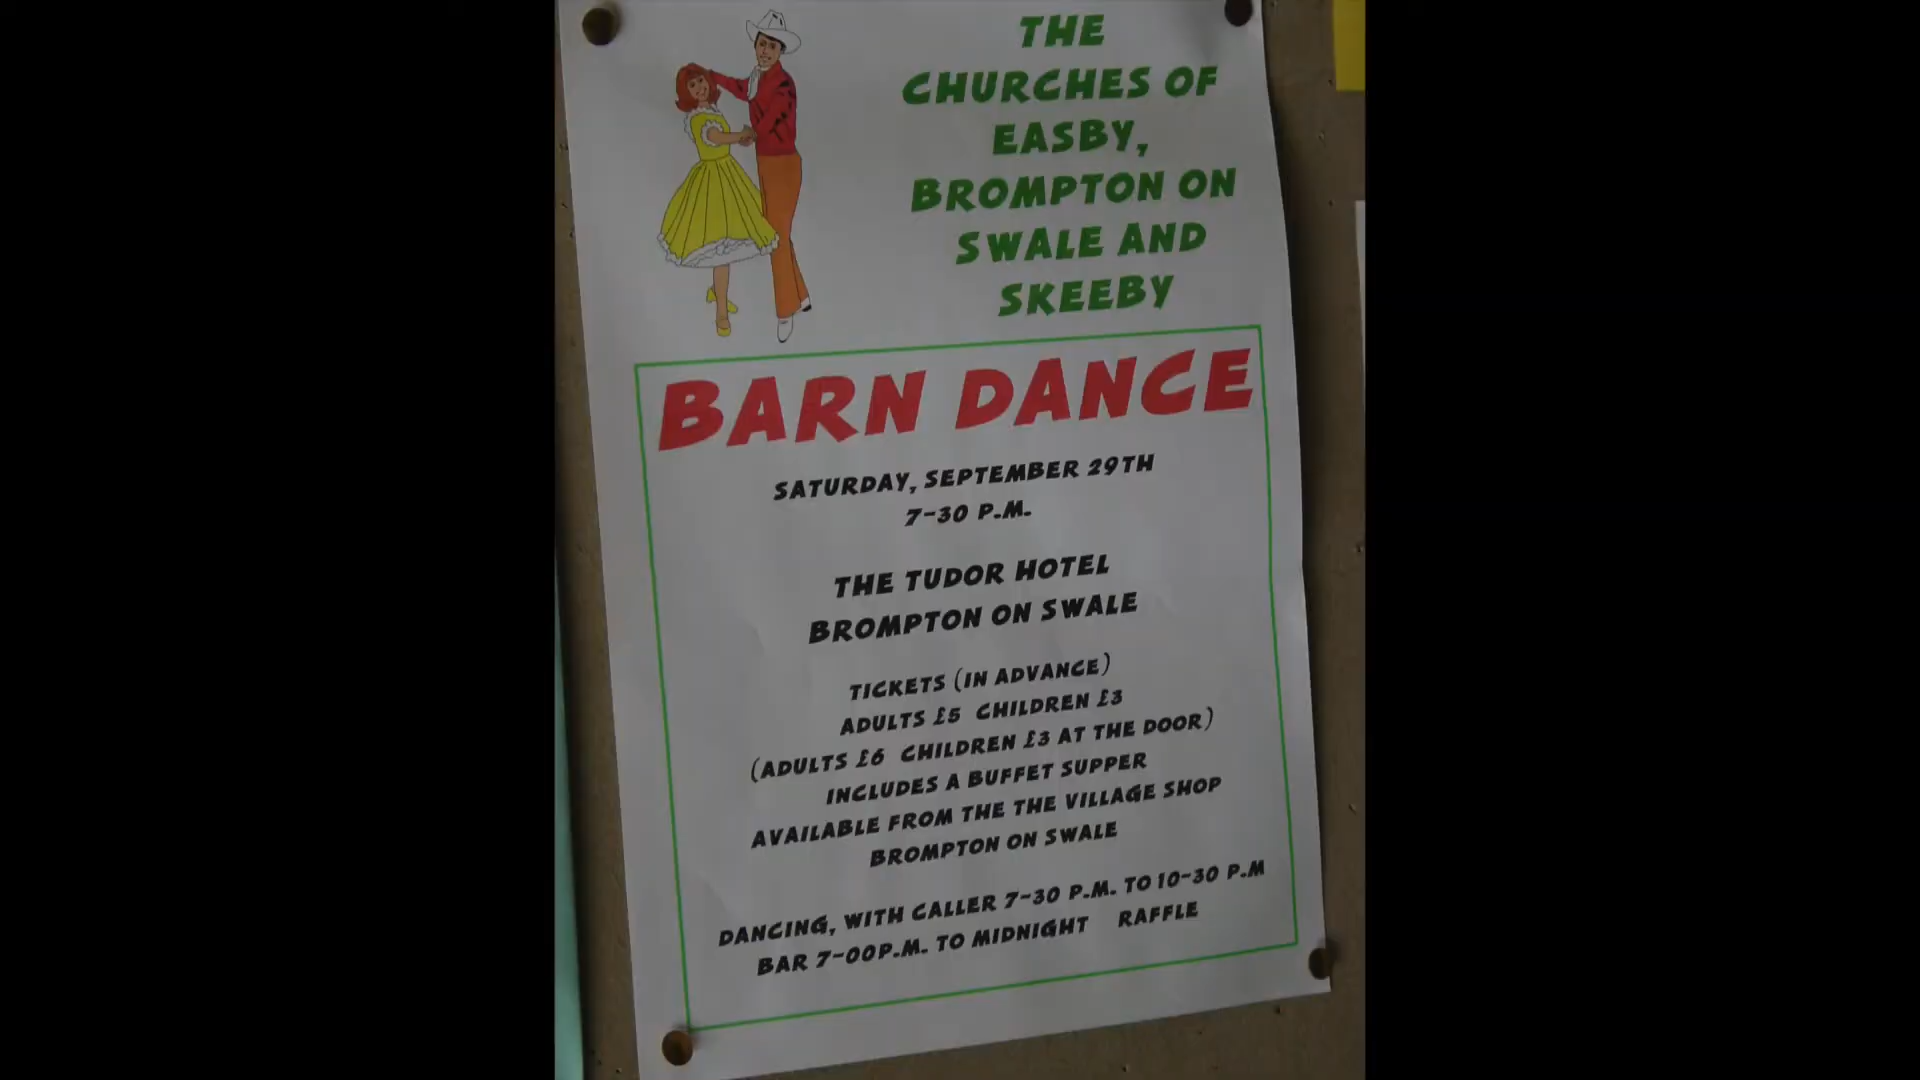 THE
CHURCHES OF
EASBY,
BROMPTON ON
SWALE AND
SKEEBY
BARN DANCE
SATURDAY, SEPTEMBER 29TH
7-30 P.M.
THE TUDOR HOTEL
BROMPTON ON SWALE
TICKETS (IN ADVANCE)
ADULTS £5 CHILDREN £3
(ADULTS £6 CHILDREN £3 AT THE DOOR)
INCLUDES A BUFFET SUPPER
AVAILABLE FROM THE THE VILLAGE SHOP
BROMPTON ON SWALE
DANCING, WITH CALLER 7-30 P.M. TO 10-30 P.M
BAR 7-00P.M. TO MIDNIGHT RAFFLE